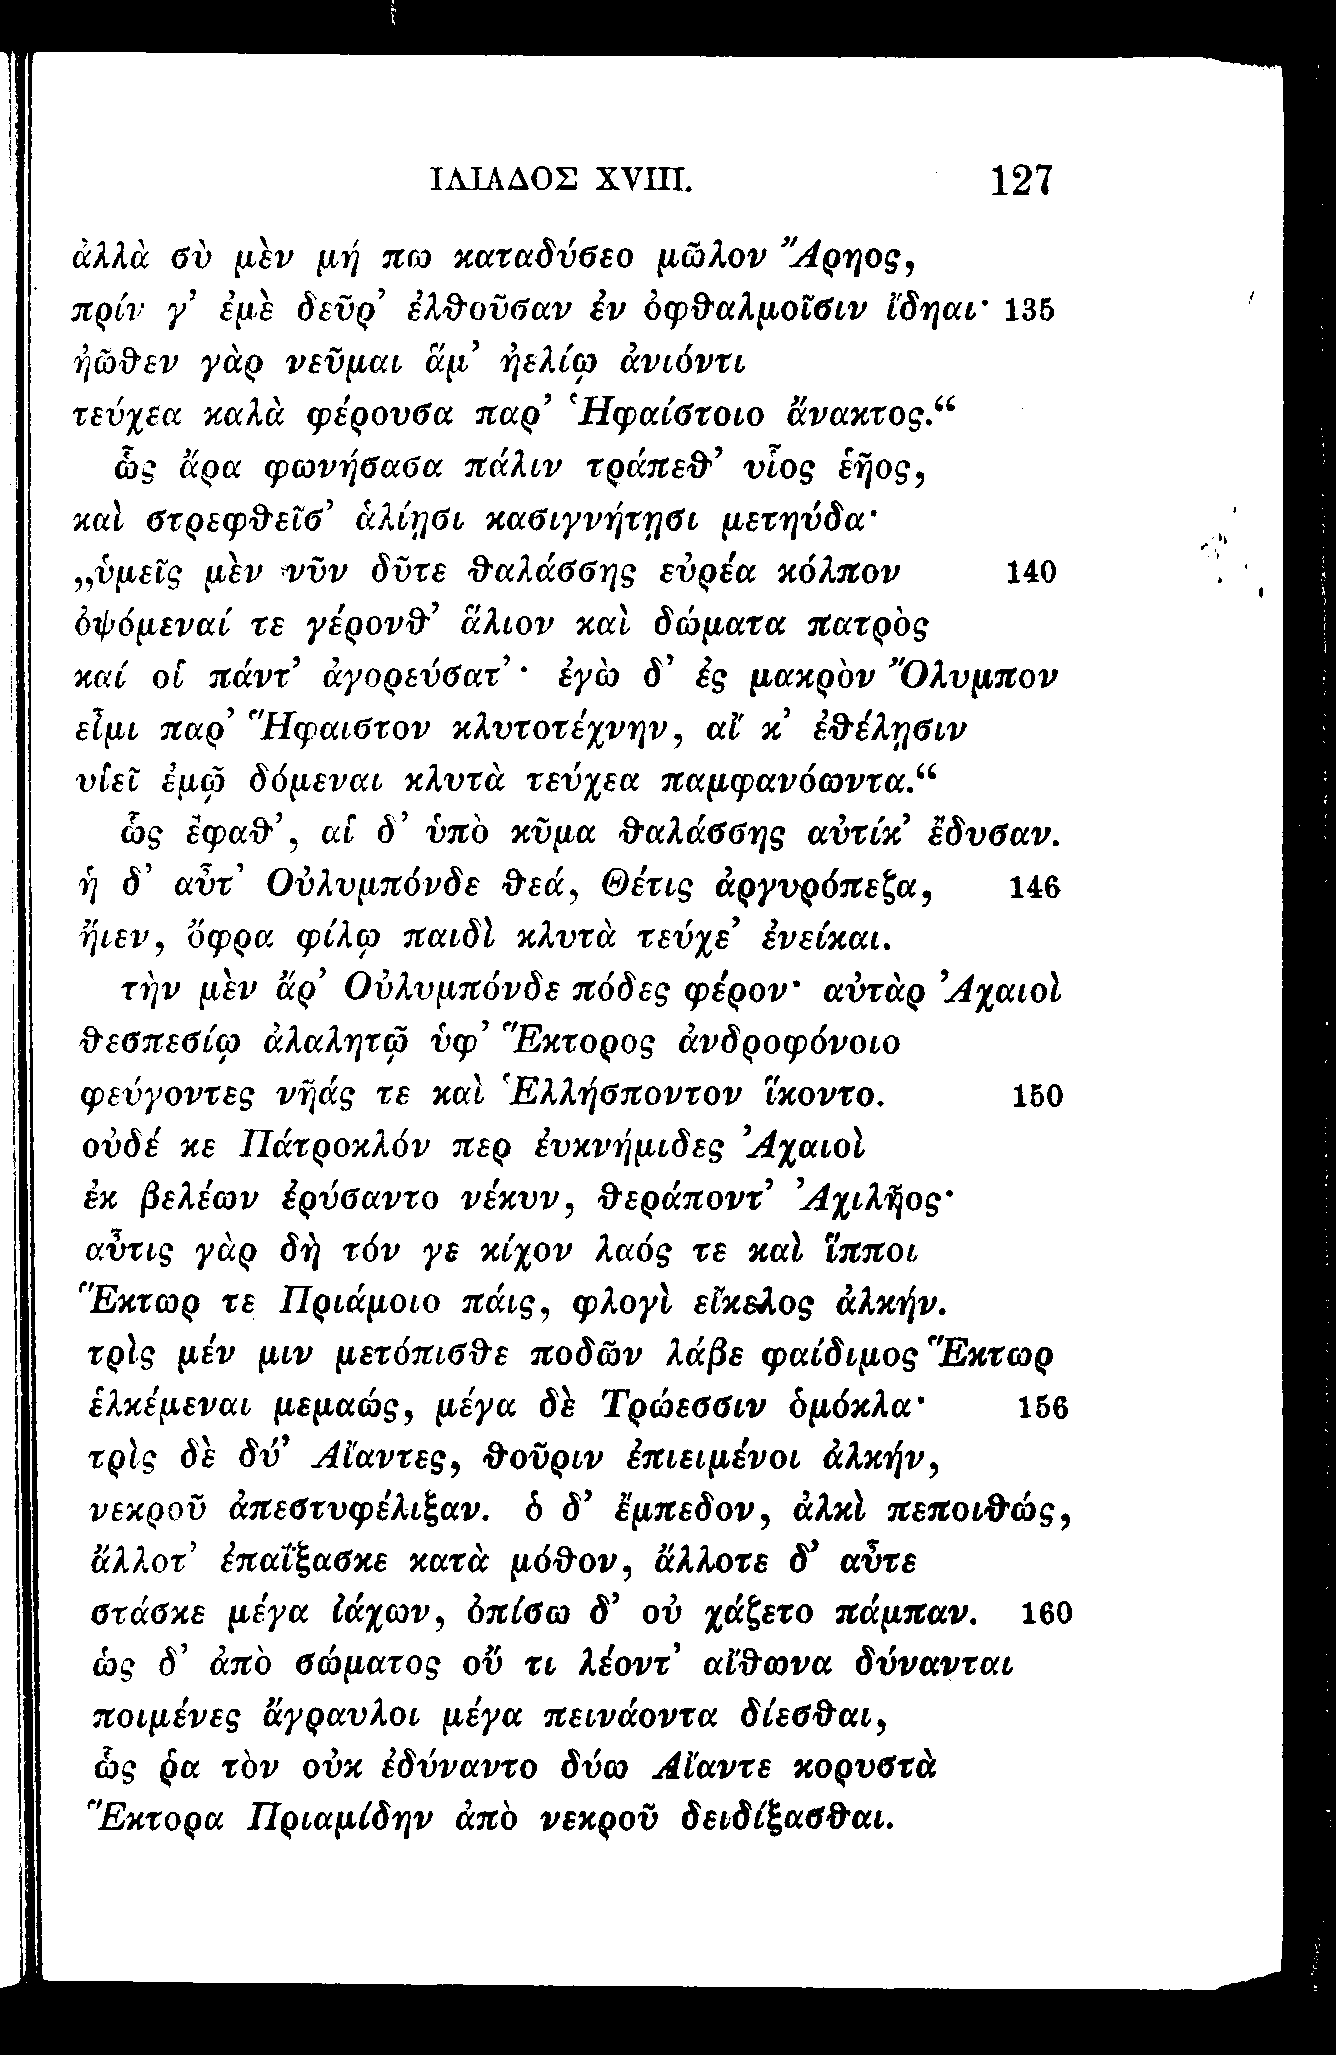 ΙΛΙΑΔΟΣ XVIII. 127
ἀλλὰ σὺ μὲν μή πω καταδύσεο μῶλον Ἄρηος,
πρίν γ’ ἐμὲ δεῦρ’ ἐλθοῦσαν ἐν ὀφθαλμοῖσιν ἴδηαι· 135
ἠῶθεν γὰρ νεῦμαι ἅμ’ ἠελίῳ ἀνιόντι
τεύχεα καλὰ φέρουσα παρ’ Ἡφαίστοιο ἄνακτος.“
ὣς ἄρα φωνήσασα πάλιν τράπεθ’ υἷος ἑῆος,
καὶ στρεφθεῖσ’ ἁλίῃσι κασιγνήτῃσι μετηύδα·
„ὑμεῖς μὲν νῦν δῦτε θαλάσσης εὐρέα κόλπον 140
ὀψόμεναί τε γέρονθ’ ἅλιον καὶ δώματα πατρὸς
καί οἱ πάντ’ ἀγορεύσατ’· ἐγὼ δ’ ἐς μακρὸν Ὄλυμπον
εἶμι παρ’ Ἥφαιστον κλυτοτέχνην, αἴ κ’ ἐθέλῃσιν
υἱεῖ ἐμῷ δόμεναι κλυτὰ τεύχεα παμφανόωντα.“
ὣς ἔφαθ’, αἱ δ’ ὑπὸ κῦμα θαλάσσης αὐτίκ’ ἔδυσαν.
ἡ δ’ αὖτ’ Οὐλυμπόνδε θεά, Θέτις ἀργυρόπεζα, 146
ἤιεν, ὄφρα φίλῳ παιδὶ κλυτὰ τεύχε’ ἐνείκαι.
τὴν μὲν ἄρ’ Οὐλυμπόνδε πόδες φέρον· αὐτὰρ Ἀχαιοὶ
θεσπεσίῳ ἀλαλητῷ ὑφ’ Ἕκτορος ἀνδροφόνοιο
φεύγοντες νῆάς τε καὶ Ἑλλήσποντον ἵκοντο. 150
οὐδέ κε Πάτροκλόν περ ἐυκνήμιδες Ἀχαιοὶ
ἐκ βελέων ἐρύσαντο νέκυν, θεράποντ’ Ἀχιλῆος·
αὖτις γὰρ δὴ τόν γε κίχον λαός τε καὶ ἵπποι
Ἕκτωρ τε Πριάμοιο πάις, φλογὶ εἴκελος ἀλκήν.
τρὶς μέν μιν μετόπισθε ποδῶν λάβε φαίδιμος Ἕκτωρ
ἑλκέμεναι μεμαώς, μέγα δὲ Τρώεσσιν ὁμόκλα· 156
τρὶς δὲ δύ’ Αἴαντες, θοῦριν ἐπιειμένοι ἀλκήν,
νεκροῦ ἀπεστυφέλιξαν. ὁ δ’ ἔμπεδον, ἀλκὶ πεποιθώς,
ἄλλοτ’ ἐπαΐξασκε κατὰ μόθον, ἄλλοτε δ’ αὖτε
στάσκε μέγα ἰάχων, ὀπίσω δ’ οὐ χάζετο πάμπαν. 160
ὡς δ’ ἀπὸ σώματος οὔ τι λέοντ’ αἴθωνα δύνανται
ποιμένες ἄγραυλοι μέγα πεινάοντα δίεσθαι,
ὣς ῥα τὸν οὐκ ἐδύναντο δύω Αἴαντε κορυστὰ
Ἕκτορα Πριαμίδην ἀπὸ νεκροῦ δειδίξασθαι.